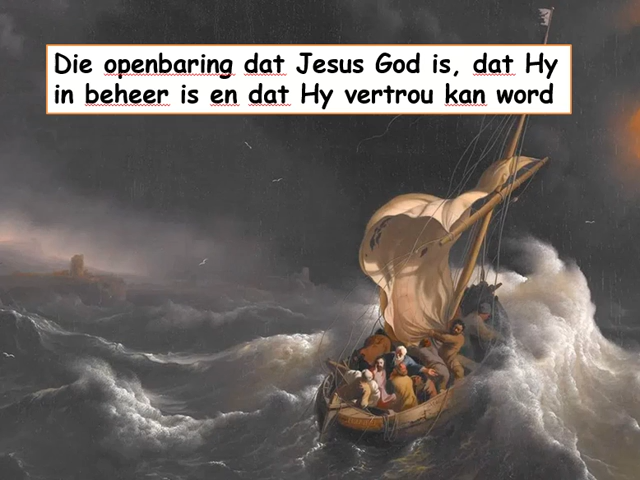 Die openbaring dat Jesus God is, dat Hy
in beheer is en dat Hy vertrou kan word